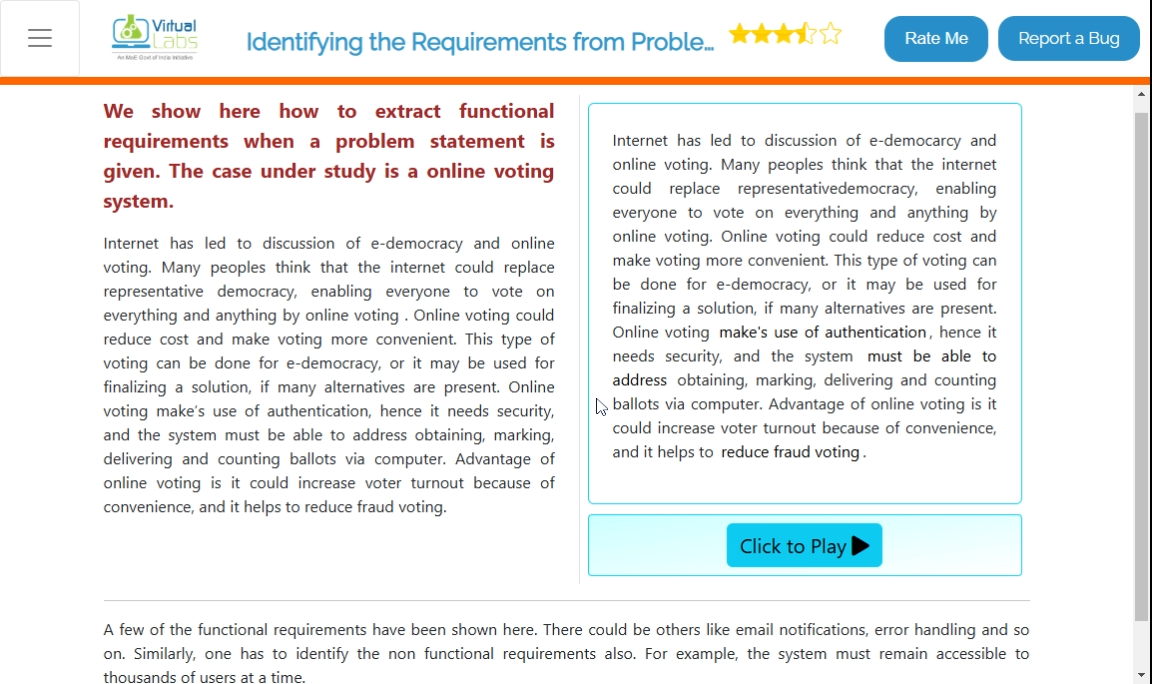 Virtual
Labs
An MoE Govt of India Initiative
Identifying the Requirements from Proble...
Rate Me
Report a Bug
We show here how to extract functional
requirements when a problem statement is
given. The case under study is a online voting
system.
Internet has led to discussion of e-democracy and online
voting. Many peoples think that the internet could replace
representative democracy, enabling everyone to vote on
everything and anything by online voting . Online voting could
reduce cost and make voting more convenient. This type of
voting can be done for e-democracy, or it may be used for
finalizing a solution, if many alternatives are present. Online
voting make's use of authentication, hence it needs security,
and the system must be able to address obtaining, marking,
delivering and counting ballots via computer. Advantage of
online voting is it could increase voter turnout because of
convenience, and it helps to reduce fraud voting.
Internet has led to discussion of e-democarcy and
online voting. Many peoples think that the internet
could replace representativedemocracy, enabling
everyone to vote on everything and anything by
online voting. Online voting could reduce cost and
make voting more convenient. This type of voting can
be done for e-democracy, or it may be used for
finalizing a solution, if many alternatives are present.
Online voting make's use of authentication , hence it
needs security, and the system must be able to
address obtaining, marking, delivering and counting
ballots via computer. Advantage of online voting is it
could increase voter turnout because of convenience,
and it helps to reduce fraud voting .
Click to Play
A few of the functional requirements have been shown here. There could be others like email notifications, error handling and so
on. Similarly, one has to identify the non functional requirements also. For example, the system must remain accessible to
thousands of users at a time.